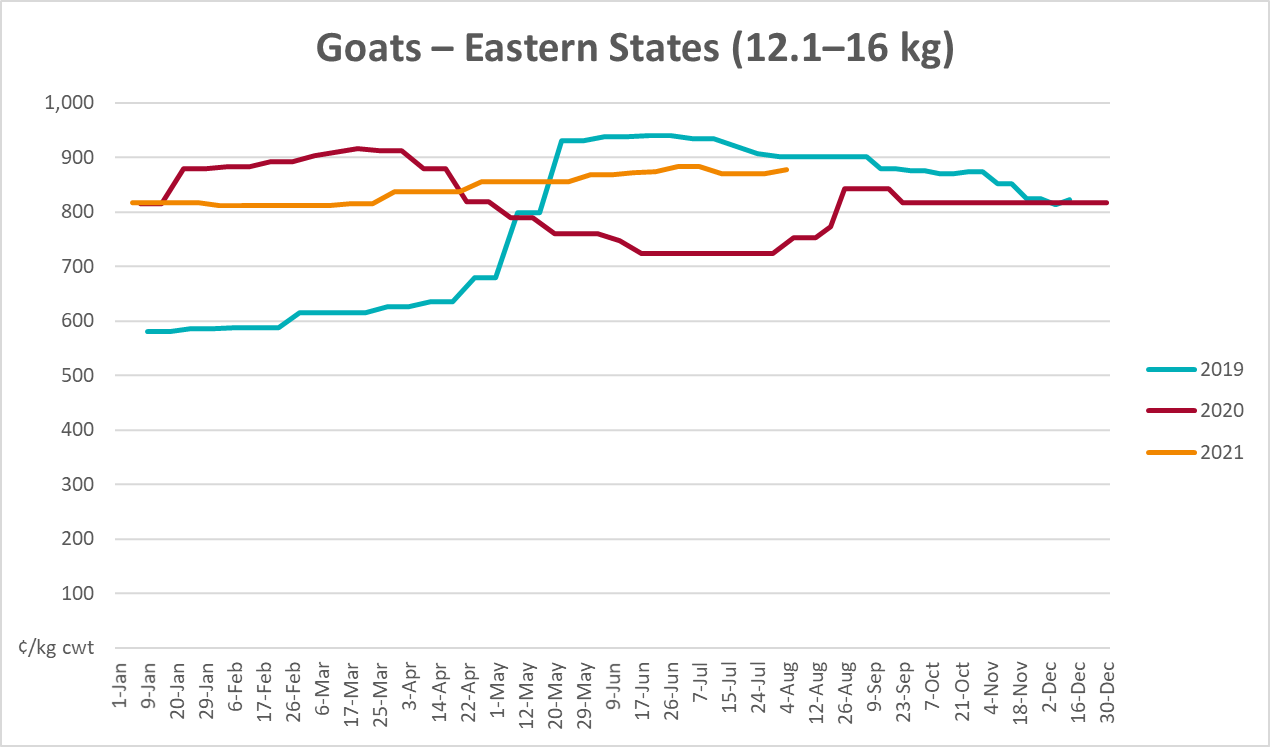 Goats – Eastern States (12.1–16 kg)
1,000
900
800
700
600
500
400
300
200
100
¢/kg cwt
1-Jan
9-Jan
20-Jan
29-Jan
6-Feb
17-Feb
26-Feb
6-Mar
17-Mar
25-Mar
3-Apr
14-Apr
22-Apr
1-May
12-May
20-May
29-May
9-Jun
17-Jun
26-Jun
7-Jul
15-Jul
24-Jul
4-Aug
12-Aug
26-Aug
9-Sep
23-Sep
7-Oct
21-Oct
4-Nov
18-Nov
2-Dec
16-Dec
30-Dec
2019
2020
2021